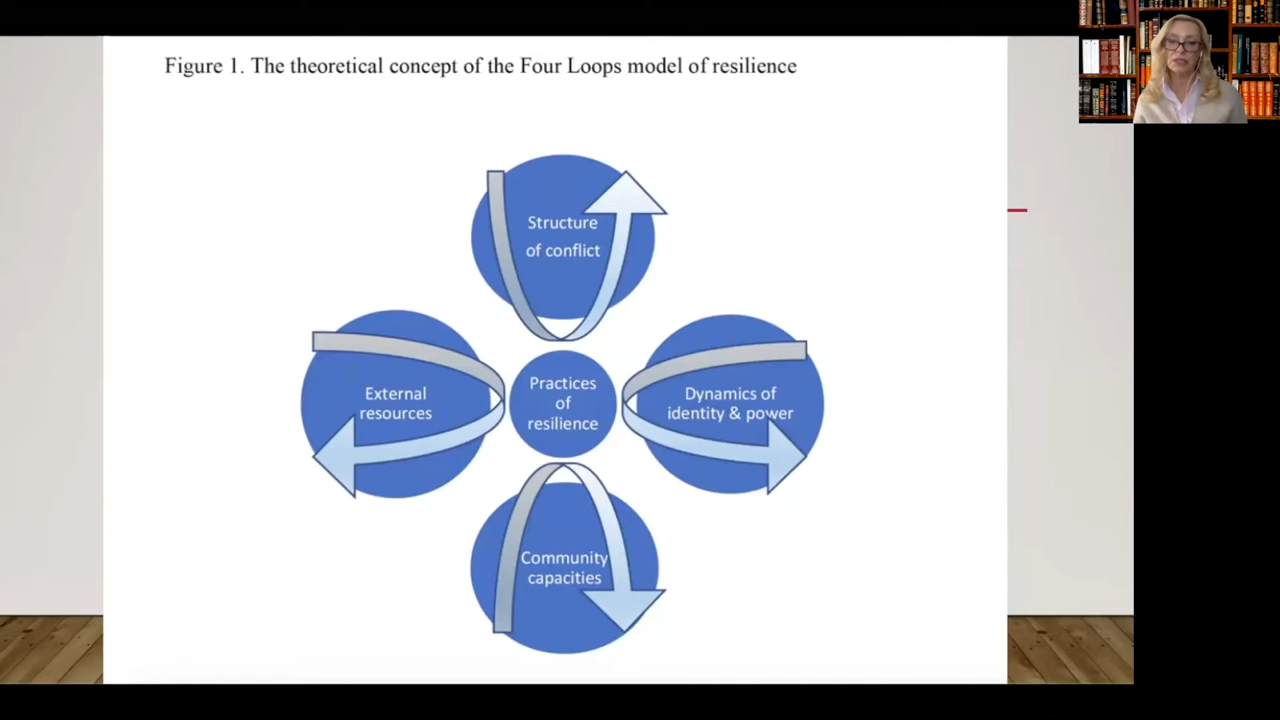 Figure 1. The theoretical concept of the Four Loops model of resilience
Structure
of conflict
External
resources
Practices
of
resilience
Dynamics of
identity & power
Community
capacities